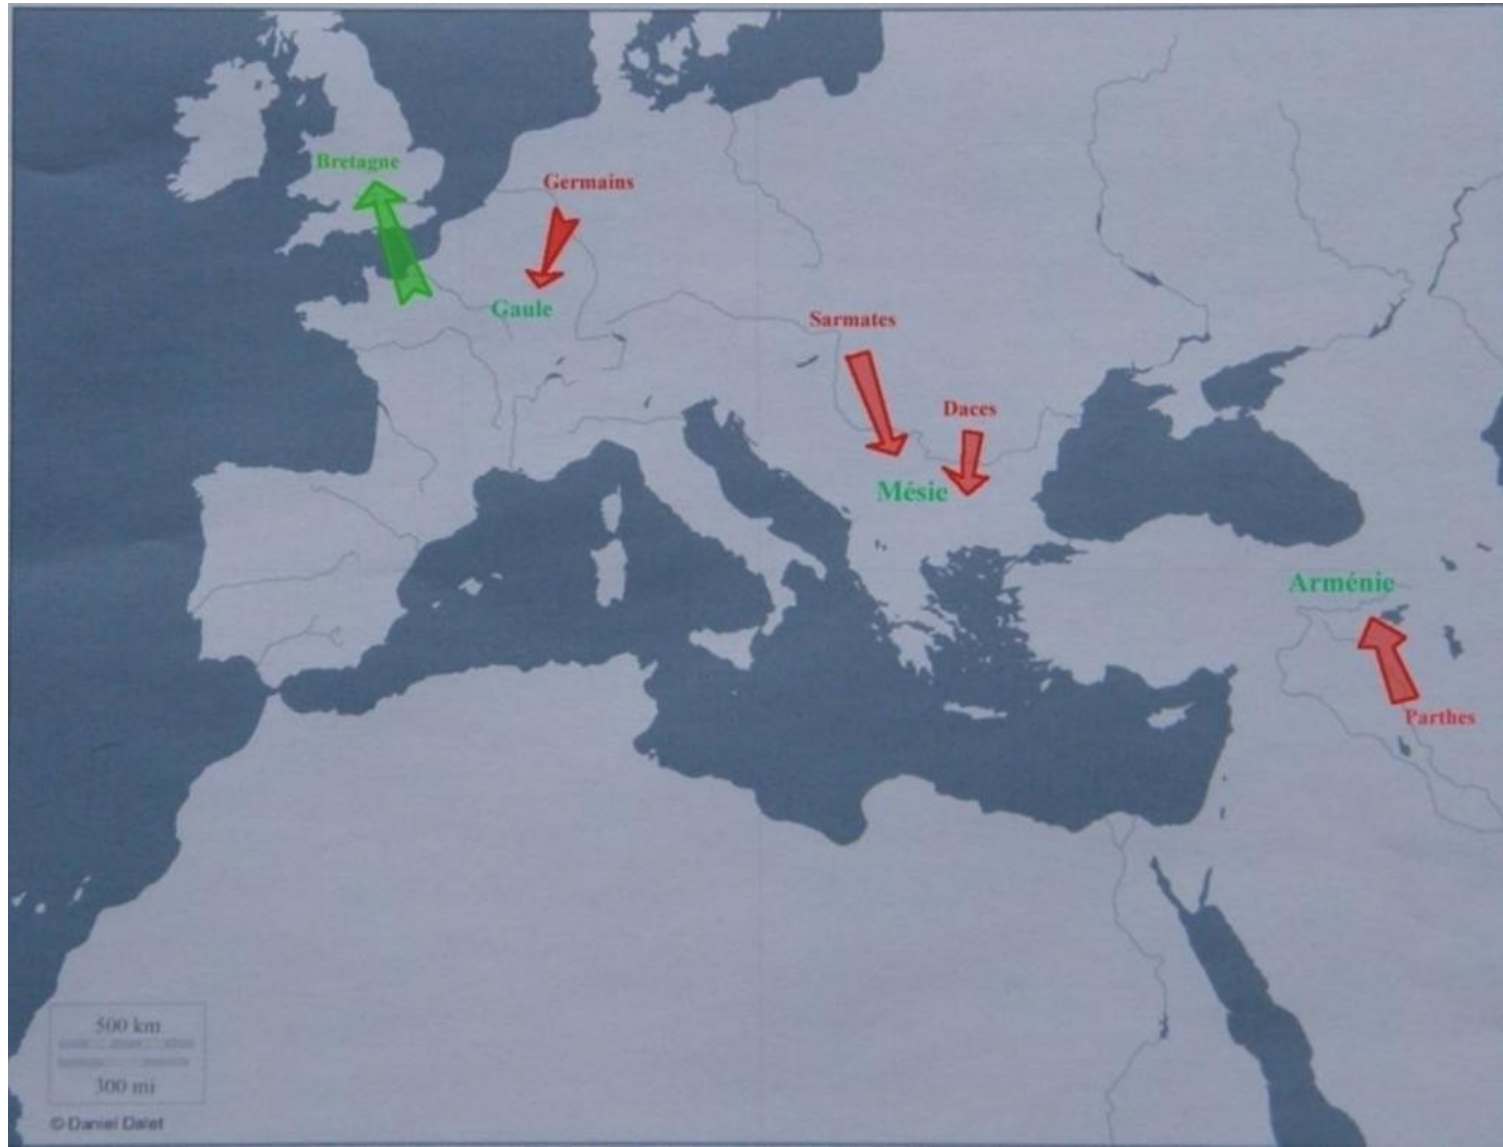 Bretagne
Germains
Gaule
Sarmates
Daces
Mésie
Arménie
Parthes
500 km
300 mi
© Daniel Dalet